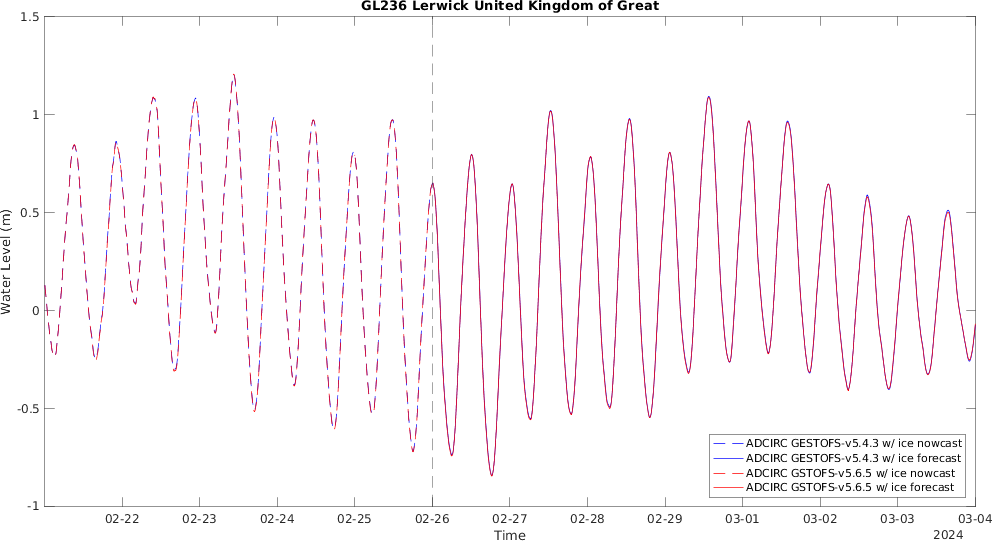 GL236 Lerwick United Kingdom of Great
1.5
1
0.5
0
-0.5
-1
Water Level (m)
02-22 02-23 02-24 02-25 02-26 02-27 02-28 02-29 03-01 03-02 03-03 03-04
Time
2024
ADCIRC GESTOFS-v5.4.3 w/ ice nowcast
ADCIRC GESTOFS-v5.4.3 w/ ice forecast
ADCIRC GSTOFS-v5.6.5 w/ ice nowcast
ADCIRC GSTOFS-v5.6.5 w/ ice forecast